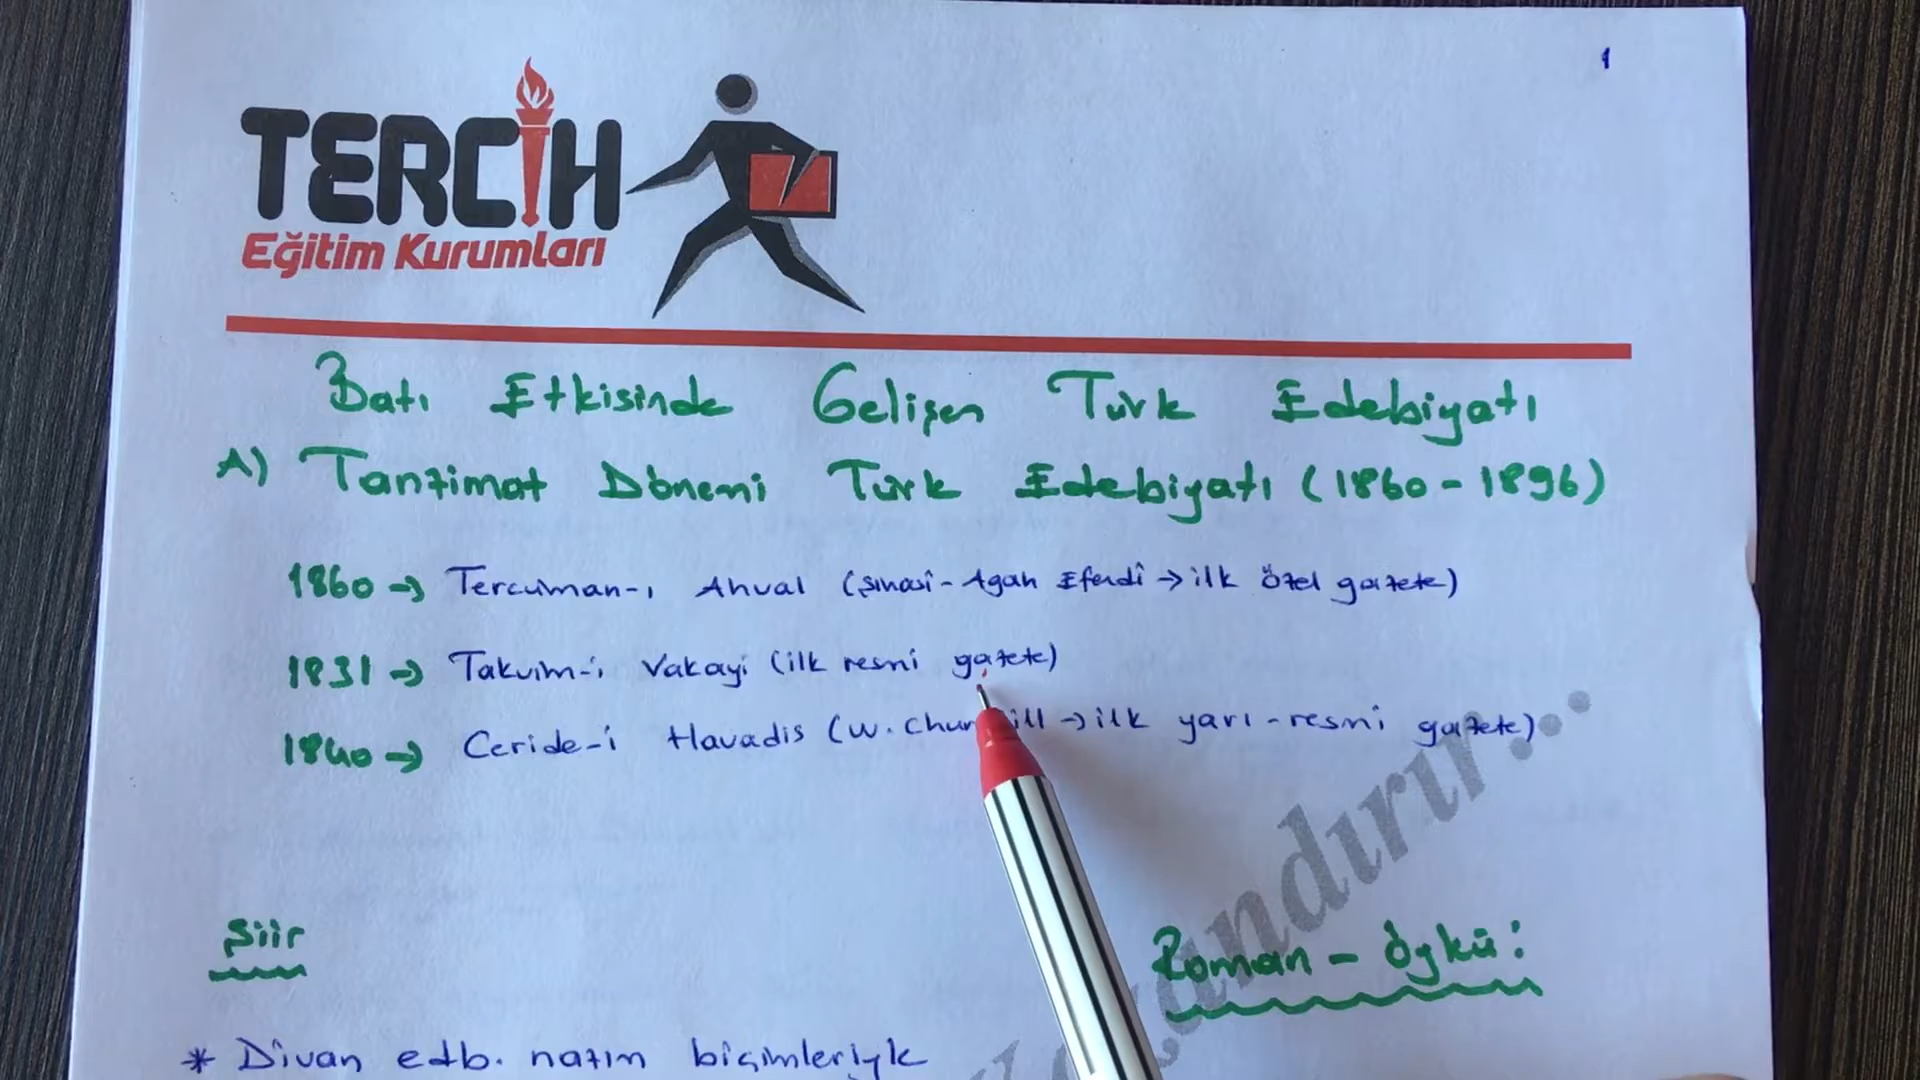 1
TERCİH
Eğitim Kurumları
Batı Etkisinde Gelişen Türk Edebiyatı
A) Tanzimat Dönemi Türk Edebiyatı (1860-1896)
1860 → Tercüman-ı Ahval (Şinasi-Agah Efendi → ilk özel gazete)
1831 → Takvim-i Vakayi (ilk resmi gazete)
1840 → Ceride-i Havadis (W. → ilk yarı-resmi gazete)
Şiir
Roman - Öykü:
* Divan edb. nazım biçimleriyle